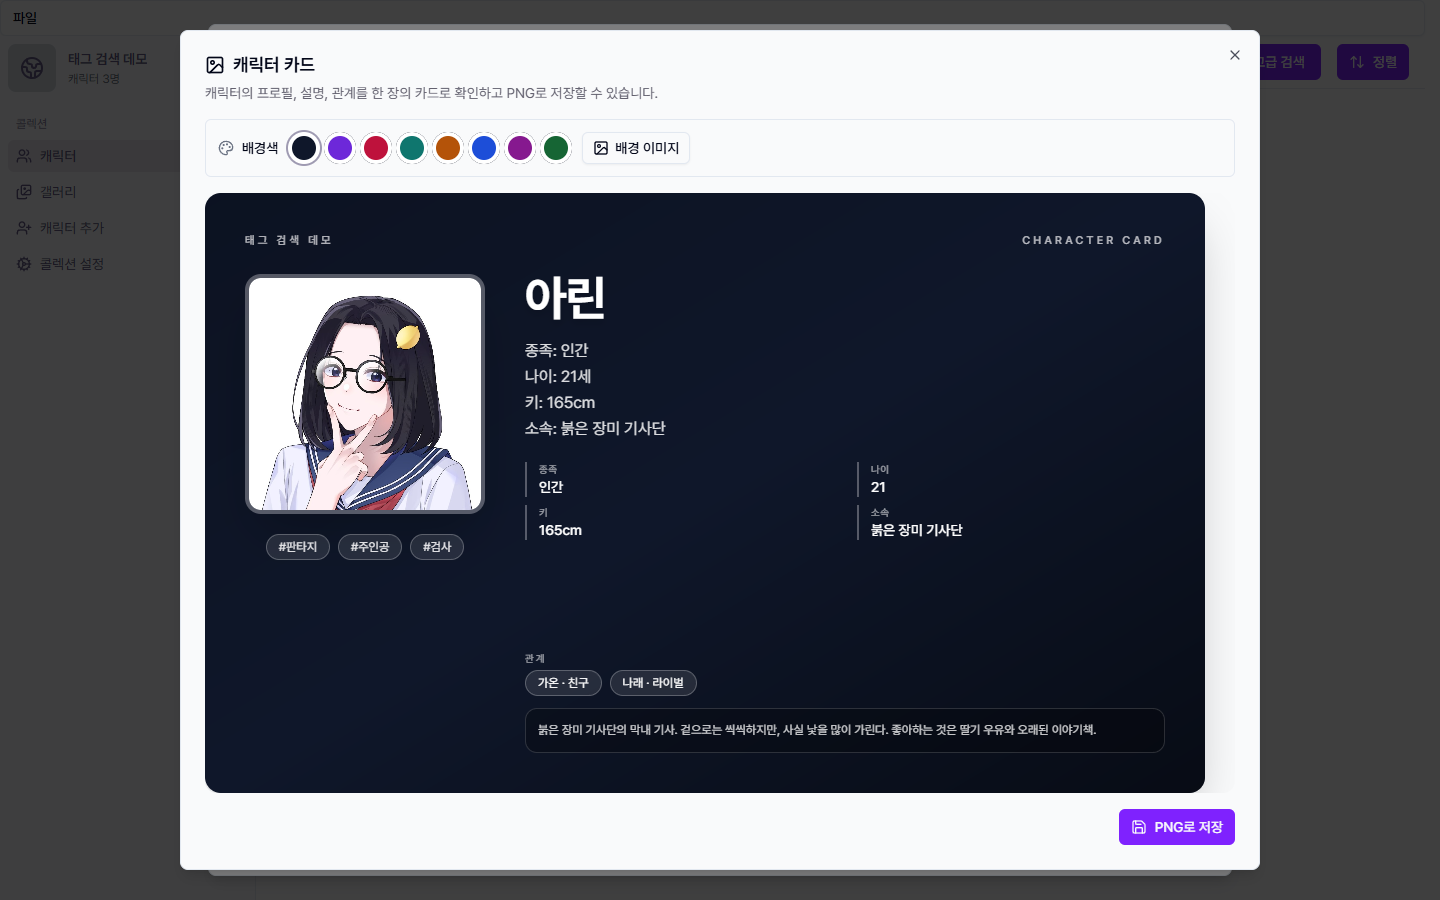 파일
태그 검색 데모
캐릭터 3명
콜렉션
캐릭터
갤러리
캐릭터 추가
콜렉션 설정
급 검색
정렬
캐릭터 카드
캐릭터의 프로필, 설명, 관계를 한 장의 카드로 확인하고 PNG로 저장할 수 있습니다.
배경색
배경 이미지
태그 검색 데모
CHARACTER CARD
아린
종족: 인간
나이: 21세
키: 165cm
소속: 붉은 장미 기사단
종족
인간
나이
21
키
165cm
소속
붉은 장미 기사단
#판타지 #주인공 #검사
관계
가온 · 친구 나래 · 라이벌
붉은 장미 기사단의 막내 기사. 겉으로는 씩씩하지만, 사실 낯을 많이 가린다. 좋아하는 것은 딸기 우유와 오래된 이야기책.
PNG로 저장